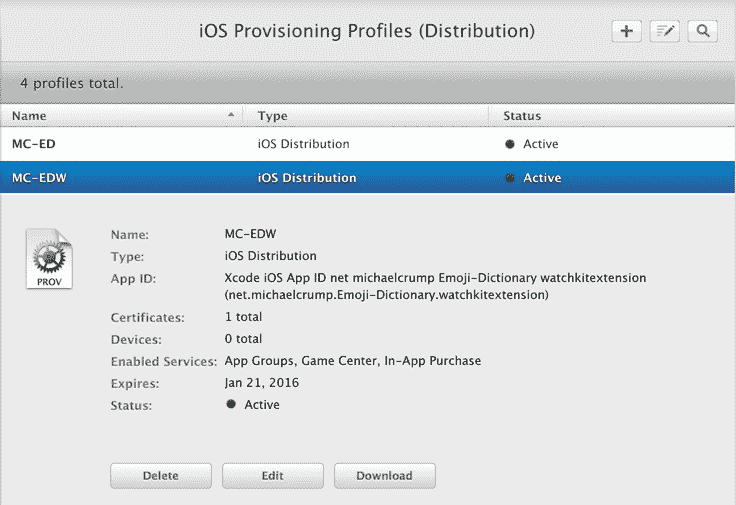 iOS Provisioning Profiles (Distribution)
4 profiles total.
Name Type Status
MC-ED iOS Distribution Active
MC-EDW iOS Distribution Active
PROV
Name: MC-EDW
Type: iOS Distribution
App ID: Xcode iOS App ID net michaelcrump Emoji-Dictionary watchkitextension
(net.michaelcrump.Emoji-Dictionary.watchkitextension)
Certificates: 1 total
Devices: 0 total
Enabled Services: App Groups, Game Center, In-App Purchase
Expires: Jan 21, 2016
Status: Active
Delete Edit Download